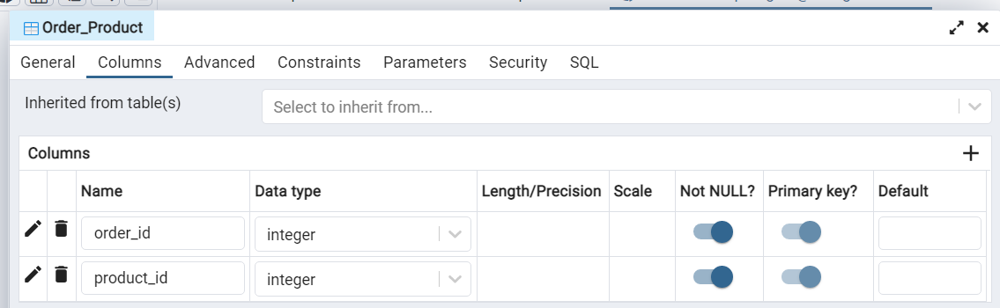 Order_Product
General Columns Advanced Constraints Parameters Security SQL
Inherited from table(s) Select to inherit from...
Columns
Name Data type Length/Precision Scale Not NULL? Primary key? Default
order_id integer
product_id integer